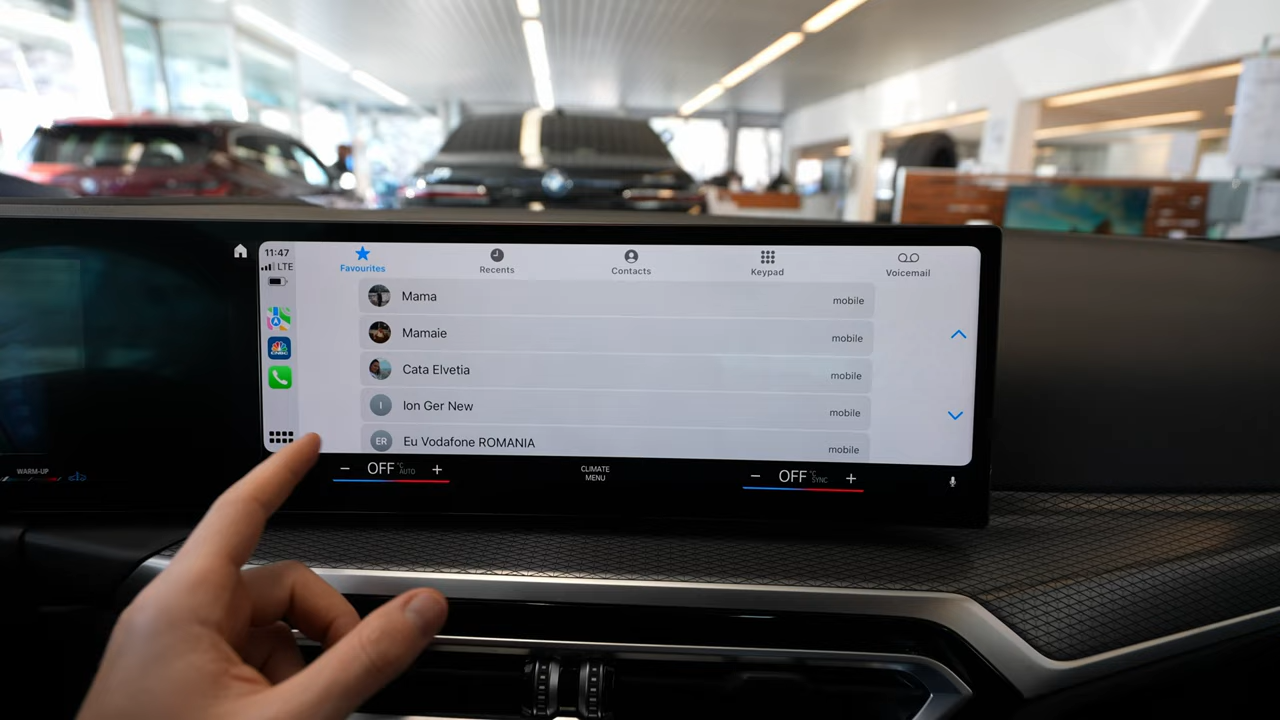 11:47
LTE
Favourites
Recents
Contacts
Keypad
Voicemail
Mama
mobile
Mamaie
mobile
Cata Elvetia
mobile
I
Ion Ger New
mobile
ER
Eu Vodafone ROMANIA
mobile
CNBC
WARM-UP
− OFF °C AUTO +
CLIMATE
MENU
− OFF °C SYNC +